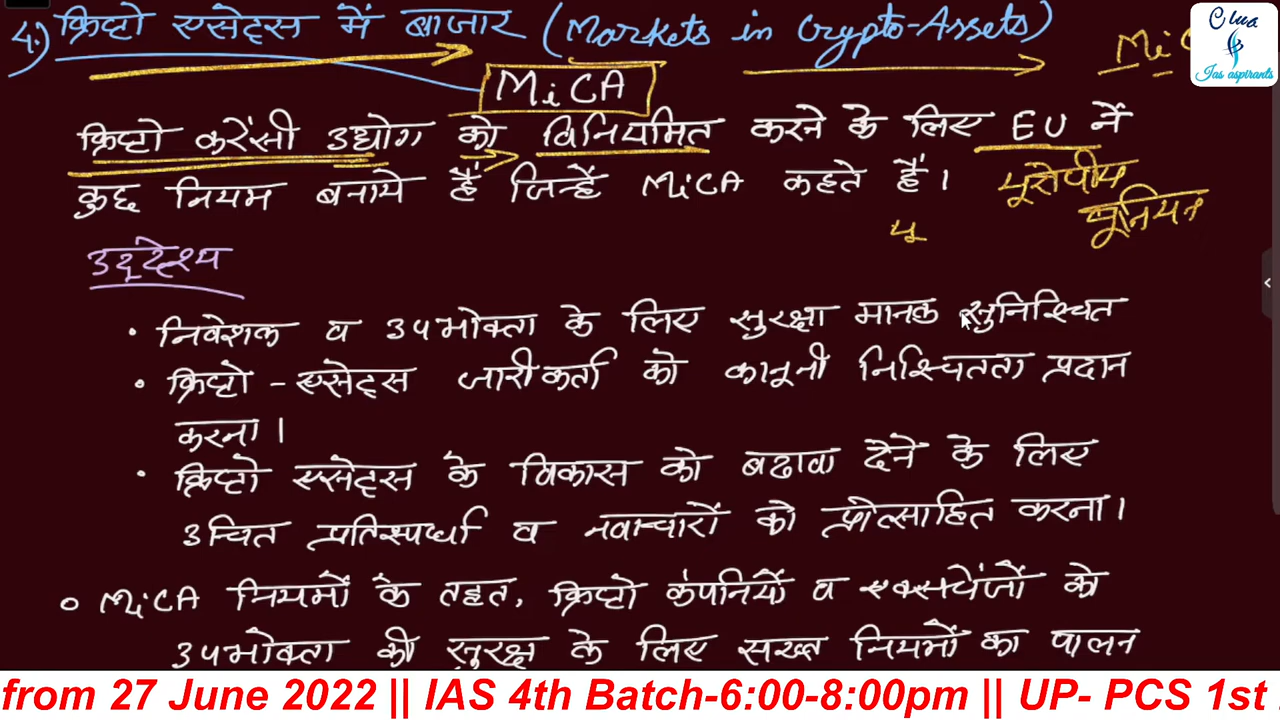 4.) क्रिप्टो एसेट्स में बाजार (Markets in Crypto-Assets)
MiC
Clue
Ias aspirants
MiCA
क्रिप्टो करेंसी उद्योग को विनियमित करने के लिए EU ने
कुछ नियम बनाये हैं जिन्हें MiCA कहते हैं। यूरोपीय
यूनियन
यू
उद्देश्य
• निवेशक व उपभोक्ता के लिए सुरक्षा मानक सुनिश्चित
• क्रिप्टो - एसेट्स जारीकर्ता को कानूनी निश्चितता प्रदान
करना।
• क्रिप्टो एसेट्स के विकास को बढावा देने के लिए
उचित प्रतिस्पर्धा व नवाचारों को प्रोत्साहित करना।
० MiCA नियमों के तहत, क्रिप्टो कंपनियों व एक्सचेंजों को
उपभोक्ता की सुरक्ष के लिए सख्त नियमों का पालन
from 27 June 2022 || IAS 4th Batch-6:00-8:00pm || UP- PCS 1st